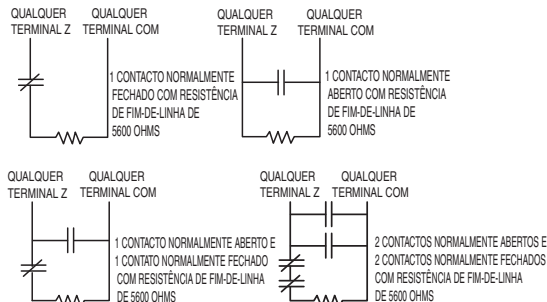 QUALQUER
TERMINAL Z
QUALQUER
TERMINAL COM
1 CONTACTO NORMALMENTE
FECHADO COM RESISTÊNCIA
DE FIM-DE-LINHA DE
5600 OHMS
QUALQUER
TERMINAL Z
QUALQUER
TERMINAL COM
1 CONTACTO NORMALMENTE
ABERTO COM RESISTÊNCIA
DE FIM-DE-LINHA DE
5600 OHMS
QUALQUER
TERMINAL Z
QUALQUER
TERMINAL COM
1 CONTACTO NORMALMENTE ABERTO E
1 CONTATO NORMALMENTE FECHADO
COM RESISTÊNCIA DE FIM-DE-LINHA
DE 5600 OHMS
QUALQUER
TERMINAL Z
QUALQUER
TERMINAL COM
2 CONTACTOS NORMALMENTE ABERTOS E
2 CONTACTOS NORMALMENTE FECHADOS
COM RESISTÊNCIA DE FIM-DE-LINHA
DE 5600 OHMS